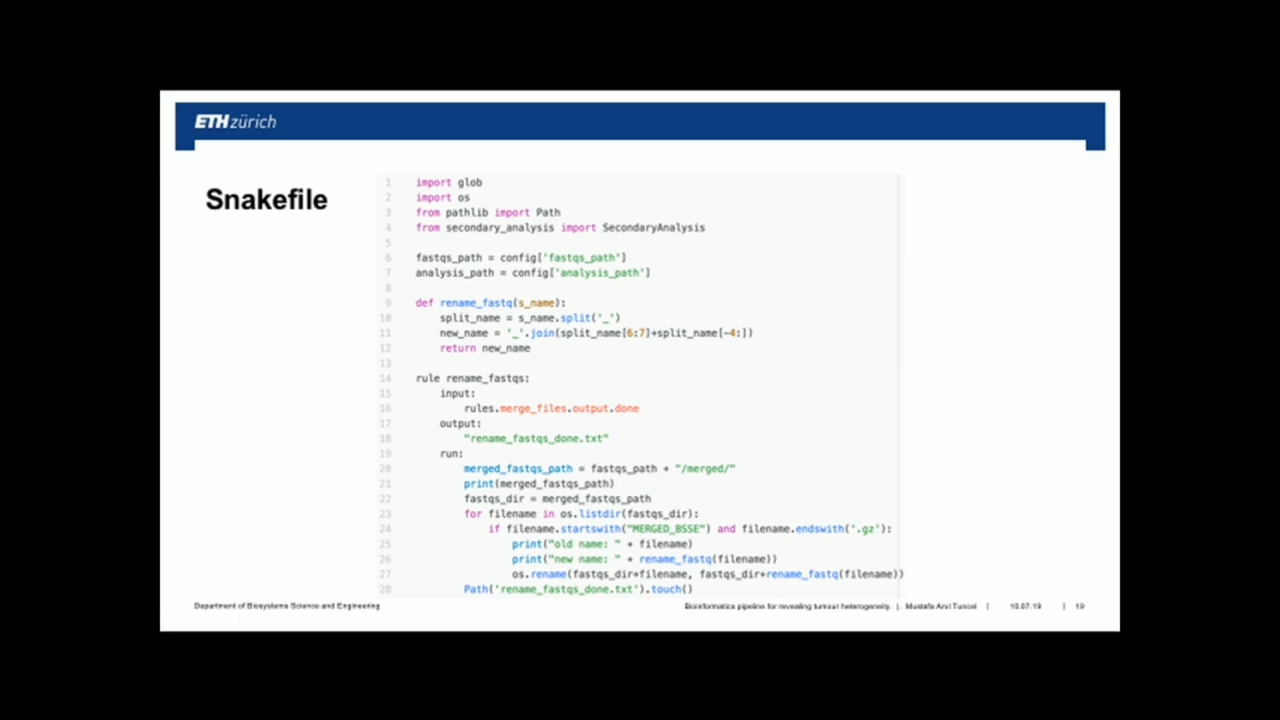 ETH zürich
Snakefile
1 import glob
2 import os
3 from pathlib import Path
4 from secondary_analysis import SecondaryAnalysis
5
6 fastqs_path = config['fastqs_path']
7 analysis_path = config['analysis_path']
8
9 def rename_fastq(s_name):
10     split_name = s_name.split('_')
11     new_name = '_'.join(split_name[6:7]+split_name[-4:])
12     return new_name
13
14 rule rename_fastqs:
15     input:
16         rules.merge_files.output.done
17     output:
18         "rename_fastqs_done.txt"
19     run:
20         merged_fastqs_path = fastqs_path + "/merged/"
21         print(merged_fastqs_path)
22         fastqs_dir = merged_fastqs_path
23         for filename in os.listdir(fastqs_dir):
24             if filename.startswith("MERGED_BSSE") and filename.endswith('.gz'):
25                 print("old name: " + filename)
26                 print("new name: " + rename_fastq(filename))
27                 os.rename(fastqs_dir+filename, fastqs_dir+rename_fastq(filename))
28         Path('rename_fastqs_done.txt').touch()
Department of Biosystems Science and Engineering
Bioinformatics pipeline for revealing tumour heterogeneity. | Mustafa Anıl Tuncel | 10.07.19 | 19